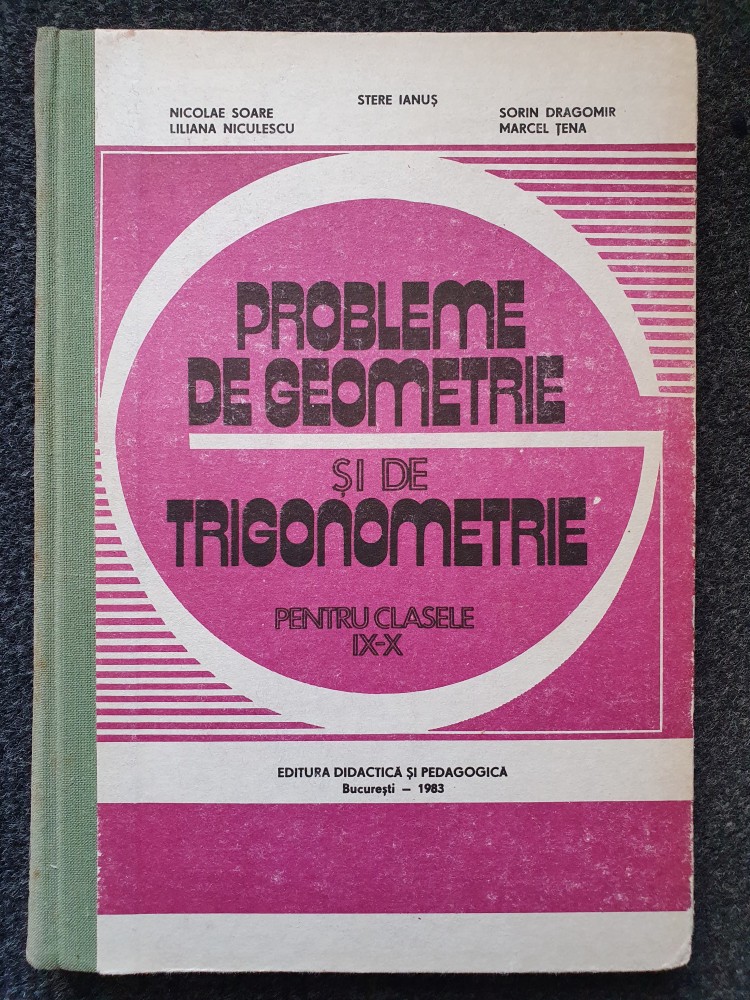 STERE IANUȘ
NICOLAE SOARE
LILIANA NICULESCU
SORIN DRAGOMIR
MARCEL ȚENA
PROBLEME
DE GEOMETRIE
ȘI DE
TRIGONOMETRIE
PENTRU CLASELE
IX-X
EDITURA DIDACTICĂ ȘI PEDAGOGICĂ
București – 1983